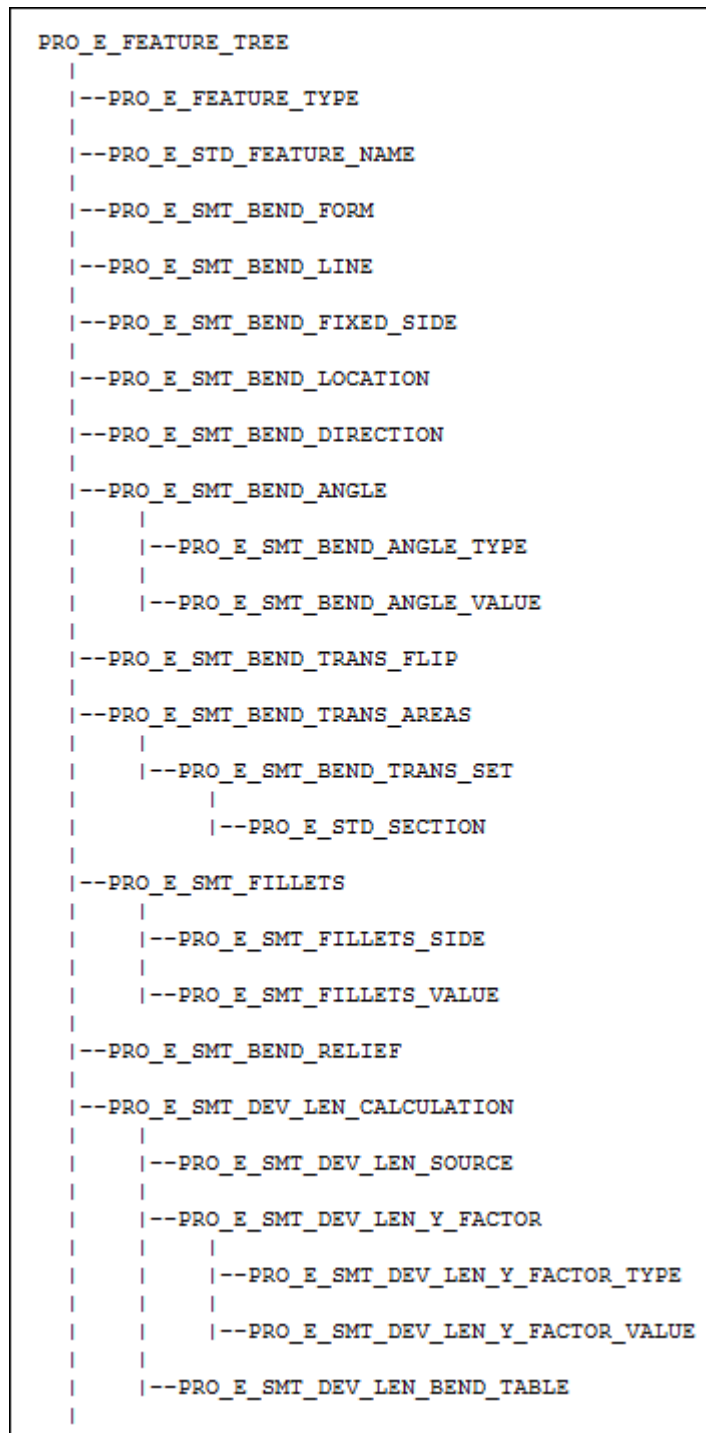 PRO_E_FEATURE_TREE
|
|--PRO_E_FEATURE_TYPE
|
|--PRO_E_STD_FEATURE_NAME
|
|--PRO_E_SMT_BEND_FORM
|
|--PRO_E_SMT_BEND_LINE
|
|--PRO_E_SMT_BEND_FIXED_SIDE
|
|--PRO_E_SMT_BEND_LOCATION
|
|--PRO_E_SMT_BEND_DIRECTION
|
|--PRO_E_SMT_BEND_ANGLE
|    |
|    |--PRO_E_SMT_BEND_ANGLE_TYPE
|    |
|    |--PRO_E_SMT_BEND_ANGLE_VALUE
|
|--PRO_E_SMT_BEND_TRANS_FLIP
|
|--PRO_E_SMT_BEND_TRANS_AREAS
|    |
|    |--PRO_E_SMT_BEND_TRANS_SET
|         |
|         |--PRO_E_STD_SECTION
|
|--PRO_E_SMT_FILLETS
|    |
|    |--PRO_E_SMT_FILLETS_SIDE
|    |
|    |--PRO_E_SMT_FILLETS_VALUE
|
|--PRO_E_SMT_BEND_RELIEF
|
|--PRO_E_SMT_DEV_LEN_CALCULATION
|    |
|    |--PRO_E_SMT_DEV_LEN_SOURCE
|    |
|    |--PRO_E_SMT_DEV_LEN_Y_FACTOR
|    |    |
|    |    |--PRO_E_SMT_DEV_LEN_Y_FACTOR_TYPE
|    |    |
|    |    |--PRO_E_SMT_DEV_LEN_Y_FACTOR_VALUE
|    |
|    |--PRO_E_SMT_DEV_LEN_BEND_TABLE
|